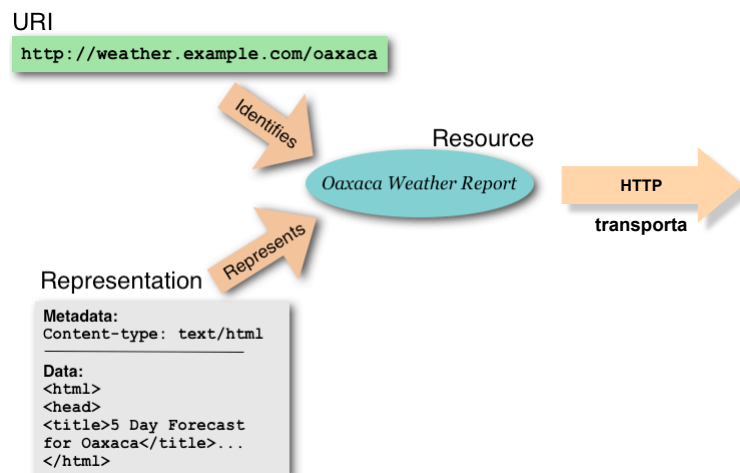 URI
http://weather.example.com/oaxaca
Identifies
Resource
Oaxaca Weather Report
HTTP
transporta
Represents
Representation
Metadata:
Content-type: text/html
Data:
<html>
<head>
<title>5 Day Forecast
for Oaxaca</title>...
</html>